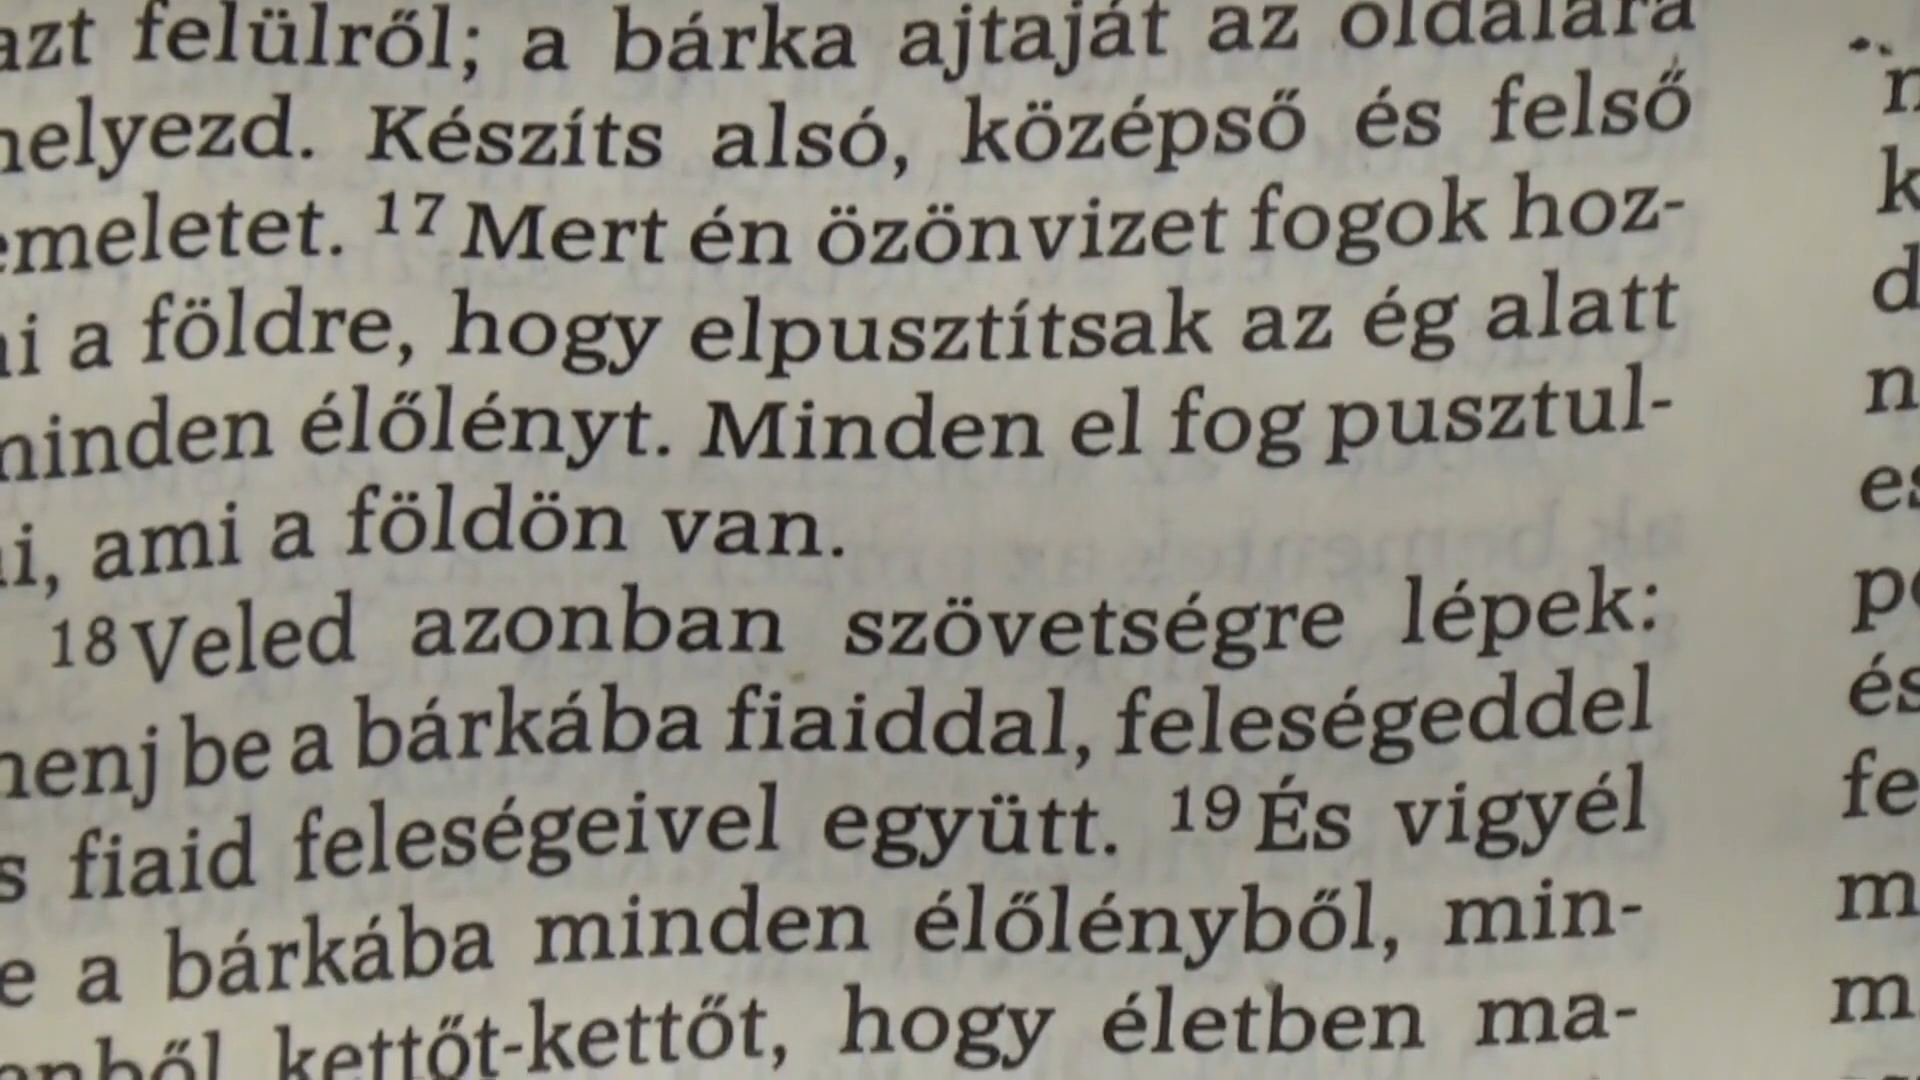 azt felülről; a bárka ajtaját az oldalára
helyezd. Készíts alsó, középső és felső
emeletet. 17 Mert én özönvizet fogok hoz-
ni a földre, hogy elpusztítsak az ég alatt
minden élőlényt. Minden el fog pusztul-
ni, ami a földön van.
18 Veled azonban szövetségre lépek:
menj be a bárkába fiaiddal, feleségeddel
és fiaid feleségeivel együtt. 19 És vigyél
be a bárkába minden élőlényből, min-
denből kettőt-kettőt, hogy életben ma-